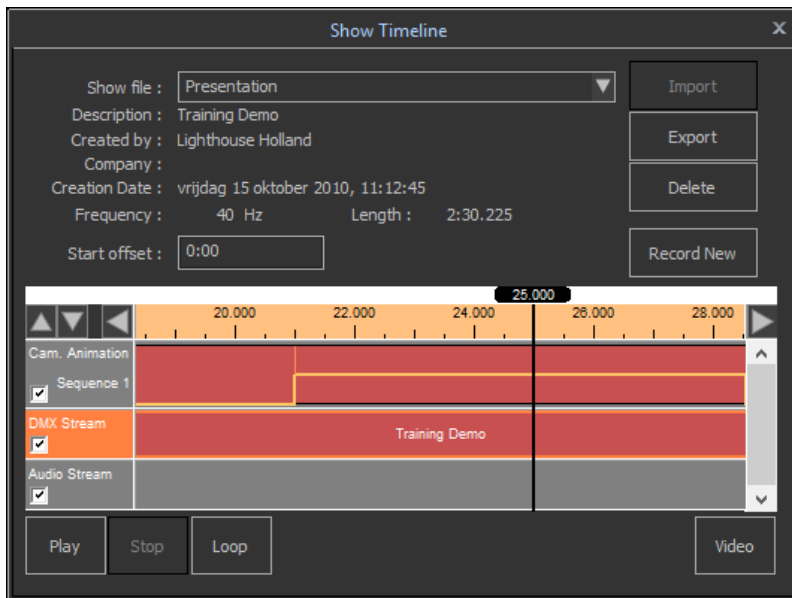 Show Timeline
x
Show file : Presentation
Import
Description : Training Demo
Created by : Lighthouse Holland
Export
Company :
Creation Date : vrijdag 15 oktober 2010, 11:12:45
Delete
Frequency : 40 Hz Length : 2:30.225
Start offset : 0:00
Record New
25.000
20.000 22.000 24.000 26.000 28.000
Cam. Animation
Sequence 1
DMX Stream
Training Demo
Audio Stream
Play Stop Loop Video